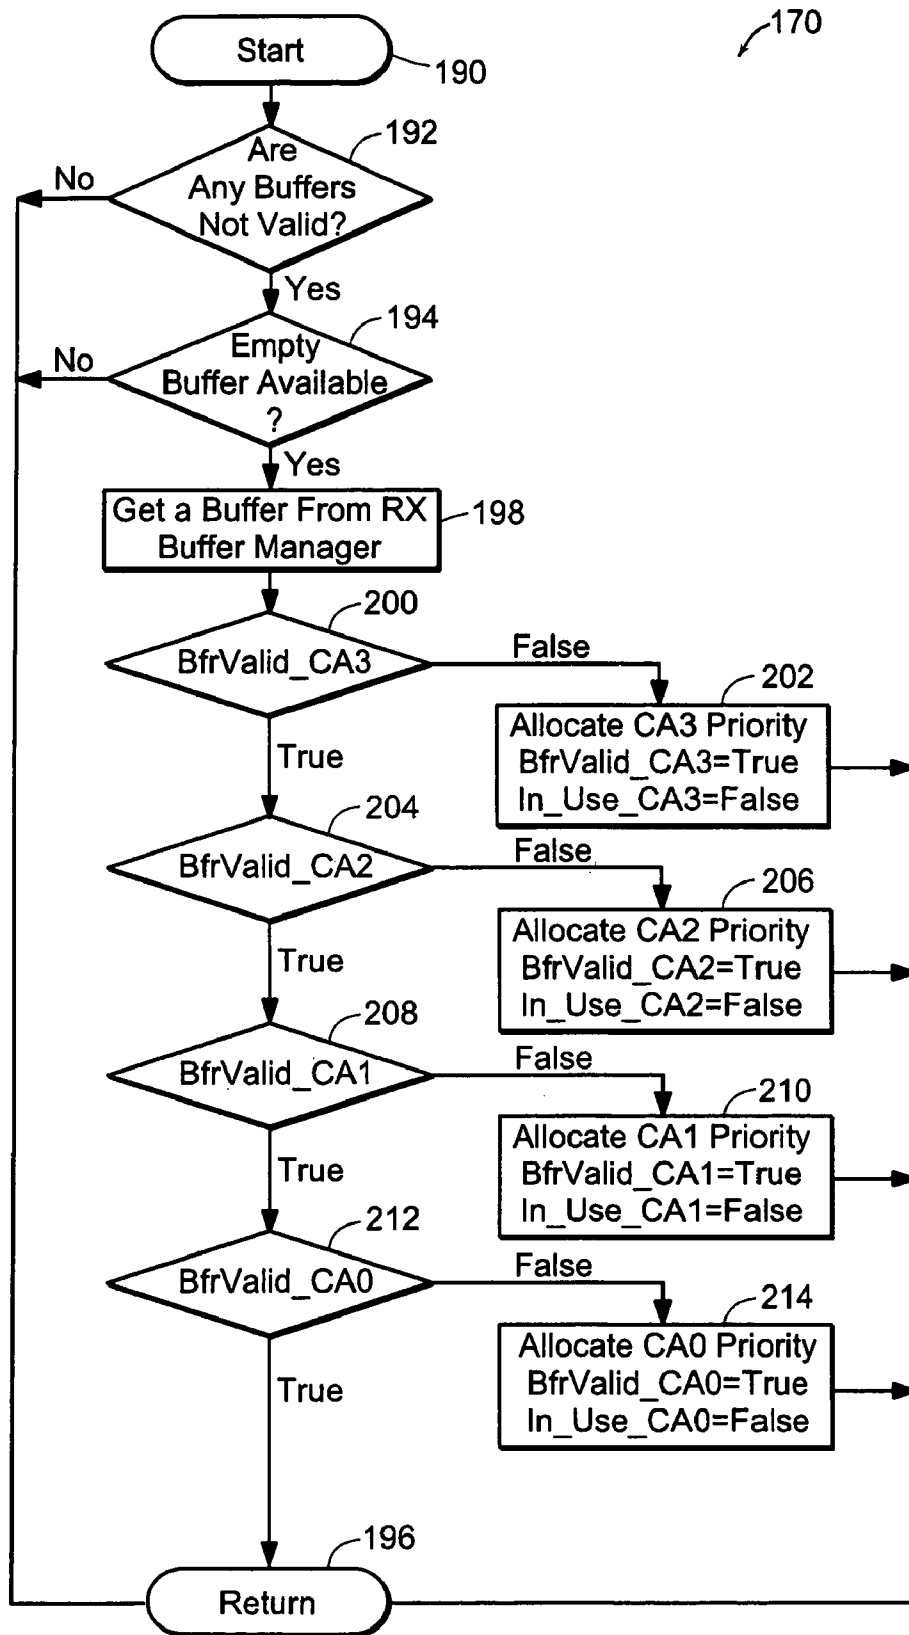 170
Start
190
192
Are
Any Buffers
Not Valid?
No
Yes
194
Empty
Buffer Available
?
No
Yes
Get a Buffer From RX
Buffer Manager
198
200
BfrValid_CA3
False
202
Allocate CA3 Priority
BfrValid_CA3=True
In_Use_CA3=False
True
204
BfrValid_CA2
False
206
Allocate CA2 Priority
BfrValid_CA2=True
In_Use_CA2=False
True
208
BfrValid_CA1
False
210
Allocate CA1 Priority
BfrValid_CA1=True
In_Use_CA1=False
True
212
BfrValid_CA0
False
214
Allocate CA0 Priority
BfrValid_CA0=True
In_Use_CA0=False
True
196
Return